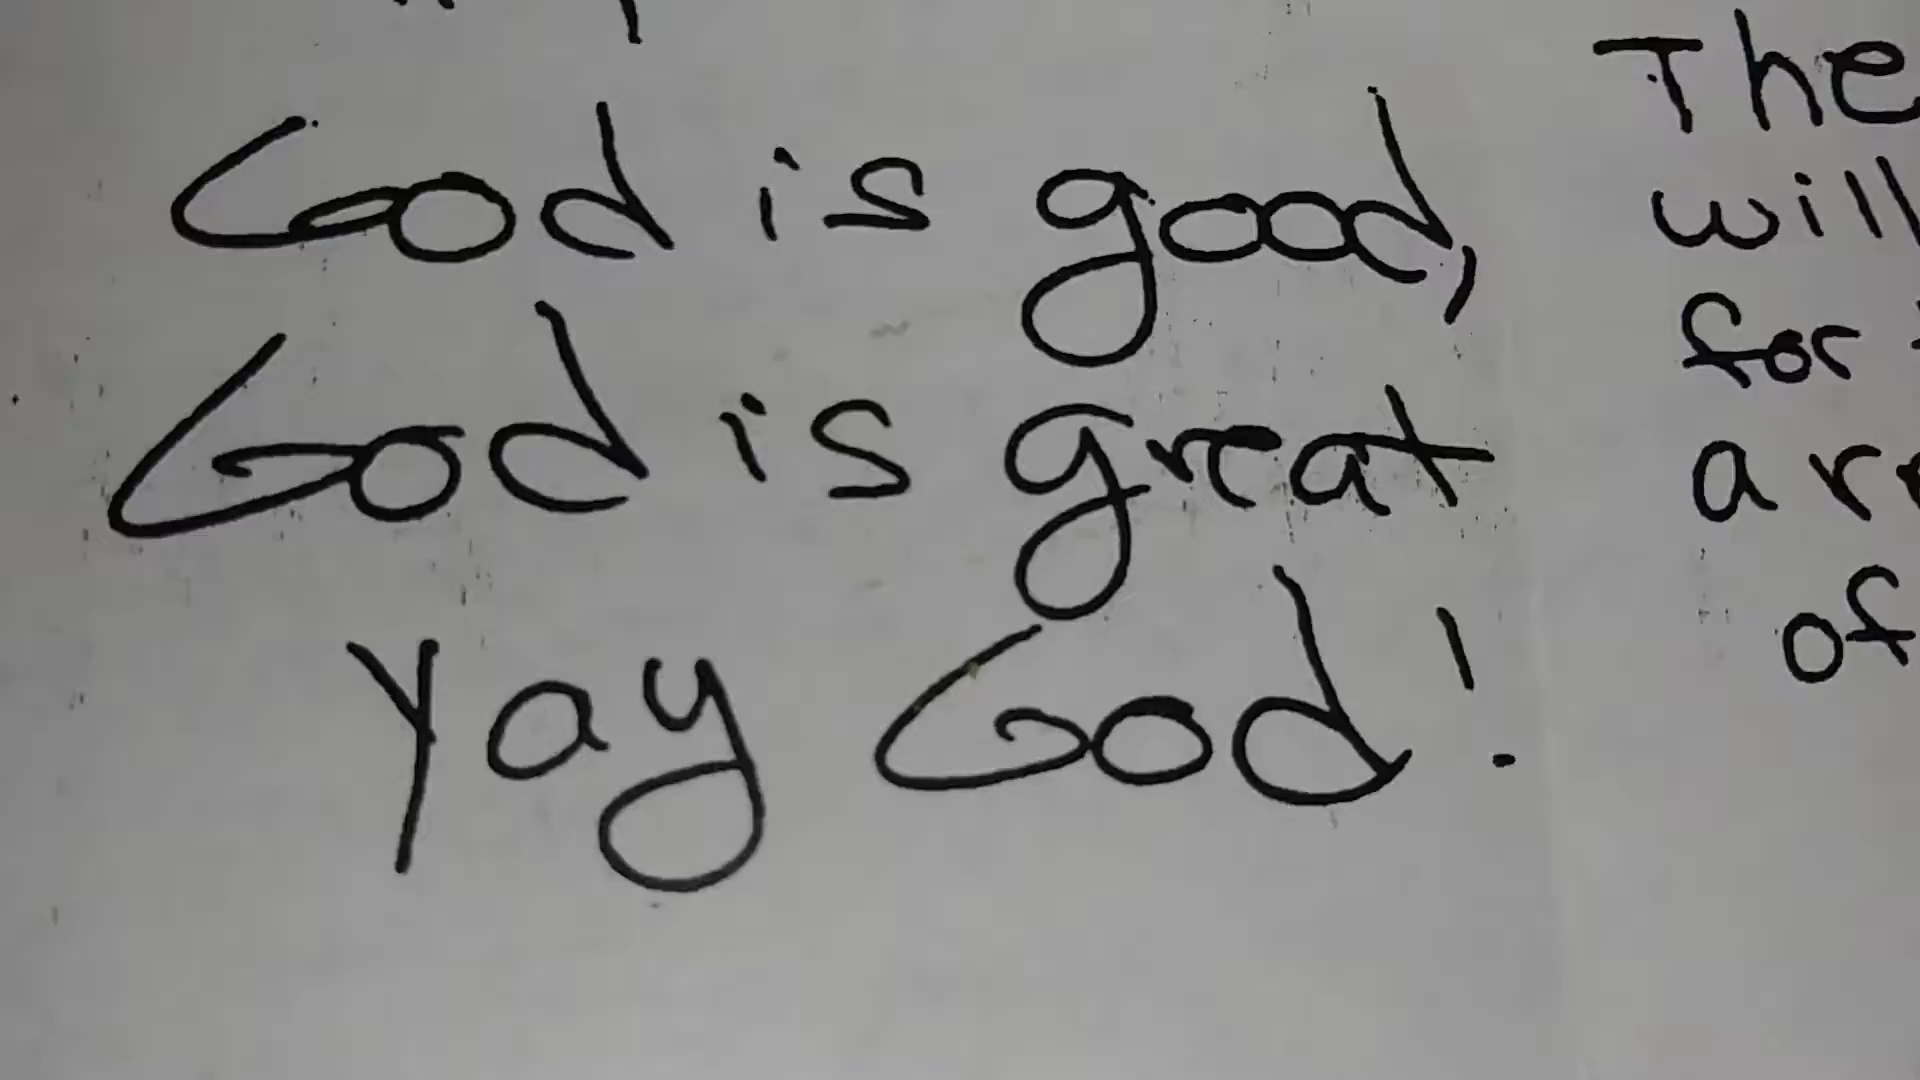 God is good,
God is great
Yay God!
The
will
for
of